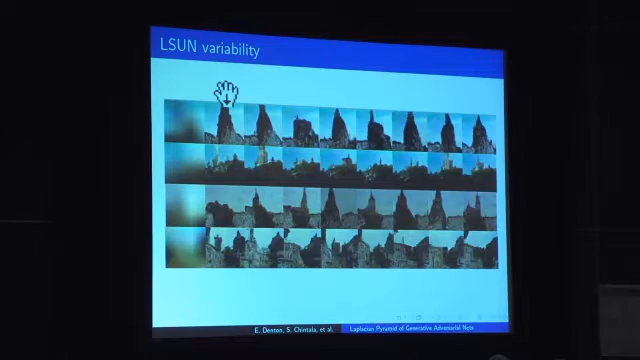 LSUN variability
E. Denton, S. Chintala, et al.
Laplacian Pyramid of Generative Adversarial Nets